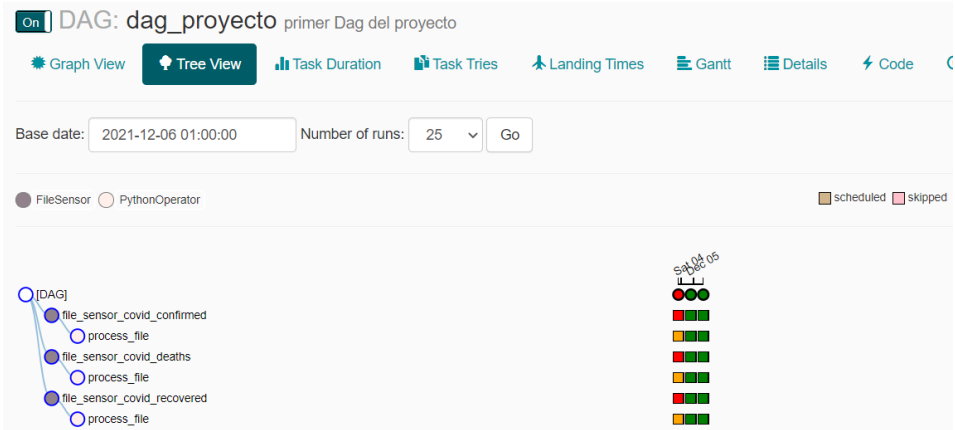 On DAG: dag_proyecto primer Dag del proyecto
Graph View Tree View Task Duration Task Tries Landing Times Gantt Details Code
Base date: 2021-12-06 01:00:00 Number of runs: 25 Go
FileSensor PythonOperator scheduled skipped
Sat 04 Dec 05
[DAG]
file_sensor_covid_confirmed
process_file
file_sensor_covid_deaths
process_file
file_sensor_covid_recovered
process_file